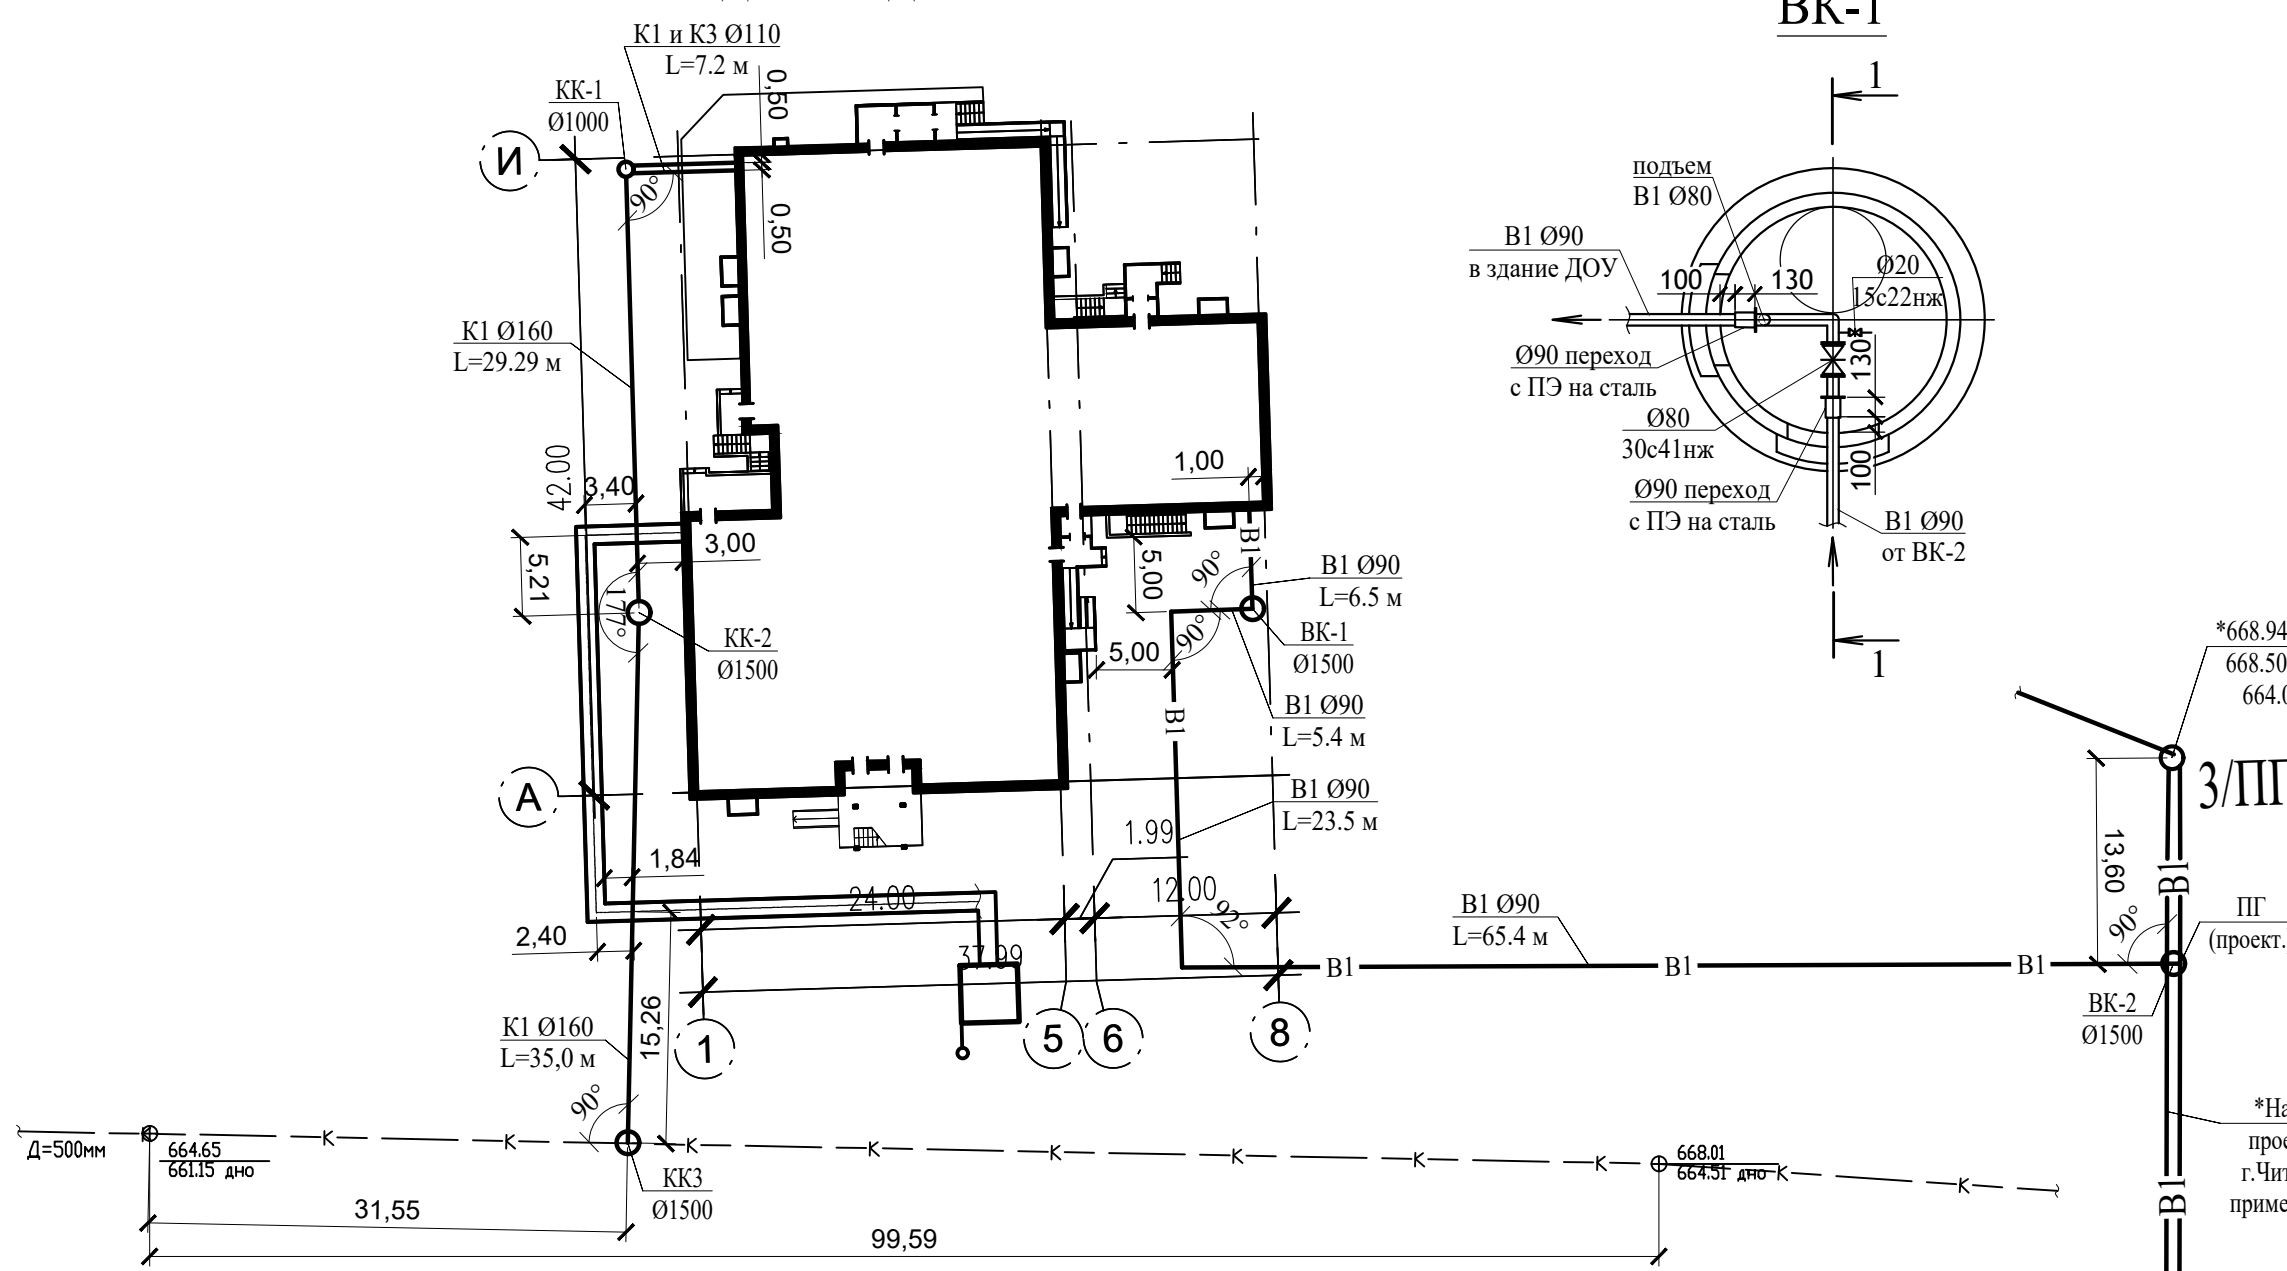 ВК-1
К1 и К3 Ø110
L=7.2 м
КК-1
Ø1000
0,50
0,50
И
90°
К1 Ø160
L=29.29 м
42.00
3,40
5,21
3,00
177°
КК-2
Ø1500
А
1,84
24.00
2,40
37.99
15,26
К1 Ø160
L=35,0 м
90°
1
5
6
8
1,00
В1
5,00
90°
В1 Ø90
L=6.5 м
90°
ВК-1
Ø1500
5,00
В1
В1 Ø90
L=5.4 м
В1 Ø90
L=23.5 м
1.99
12.00
92°
В1 Ø90
L=65.4 м
В1
В1
В1
1
подъем
В1 Ø80
В1 Ø90
в здание ДОУ
100
130
Ø20
15с22нж
Ø90 переход
с ПЭ на сталь
130
Ø80
30с41нж
100
Ø90 переход
с ПЭ на сталь
В1 Ø90
от ВК-2
1
*668.94
668.50
664.0
3/ПГ
13,60
В1
90°
ПГ
(проект.
ВК-2
Ø1500
*На
прое
г.Чит
приме
В1
Д=500мм
К
664.65
661.15 дно
К
К
К
К
К
К
К
К
К
668.01
664.51 дно
К
К
КК3
Ø1500
31,55
99,59